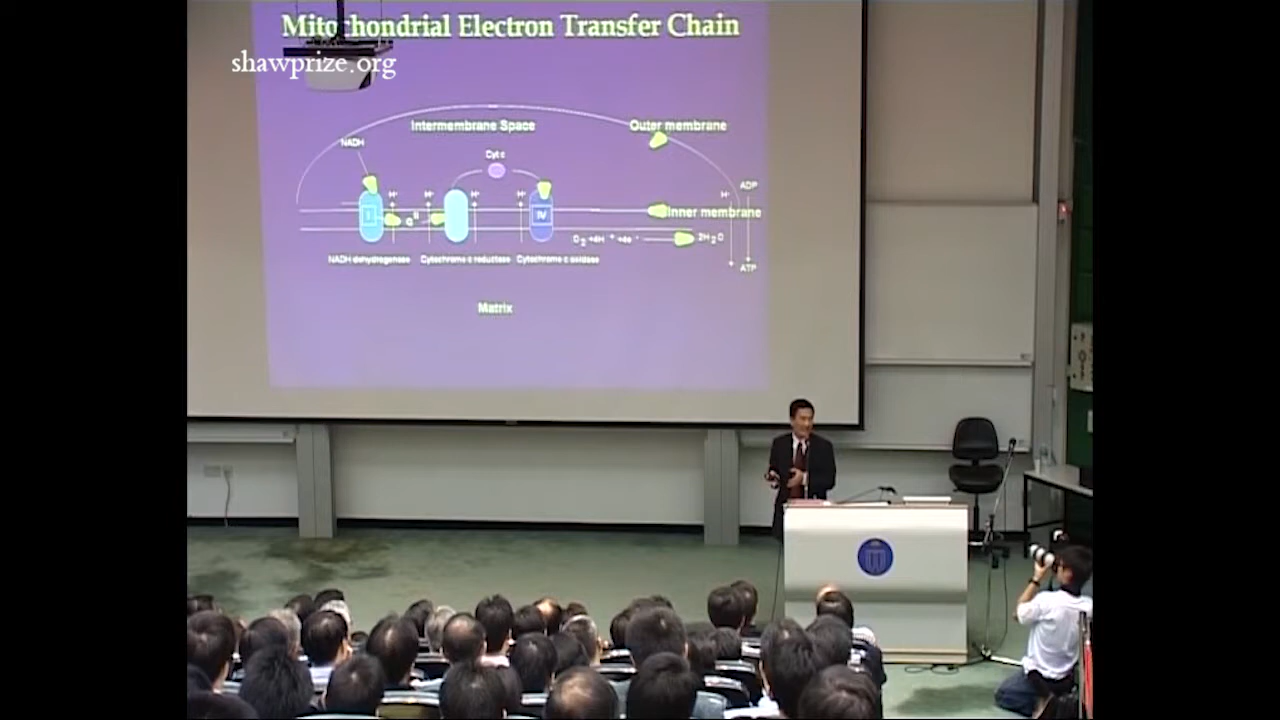 Mitochondrial Electron Transfer Chain
shawprize.org
Intermembrane Space
Outer membrane
NADH
Cyt c
ADP
H+ H+ H+ H+ H+
I
Q
IV
Inner membrane
O2 +4H+ +4e- 2H2O
NADH dehydrogenase Cytochrome c reductase Cytochrome c oxidase
ATP
Matrix